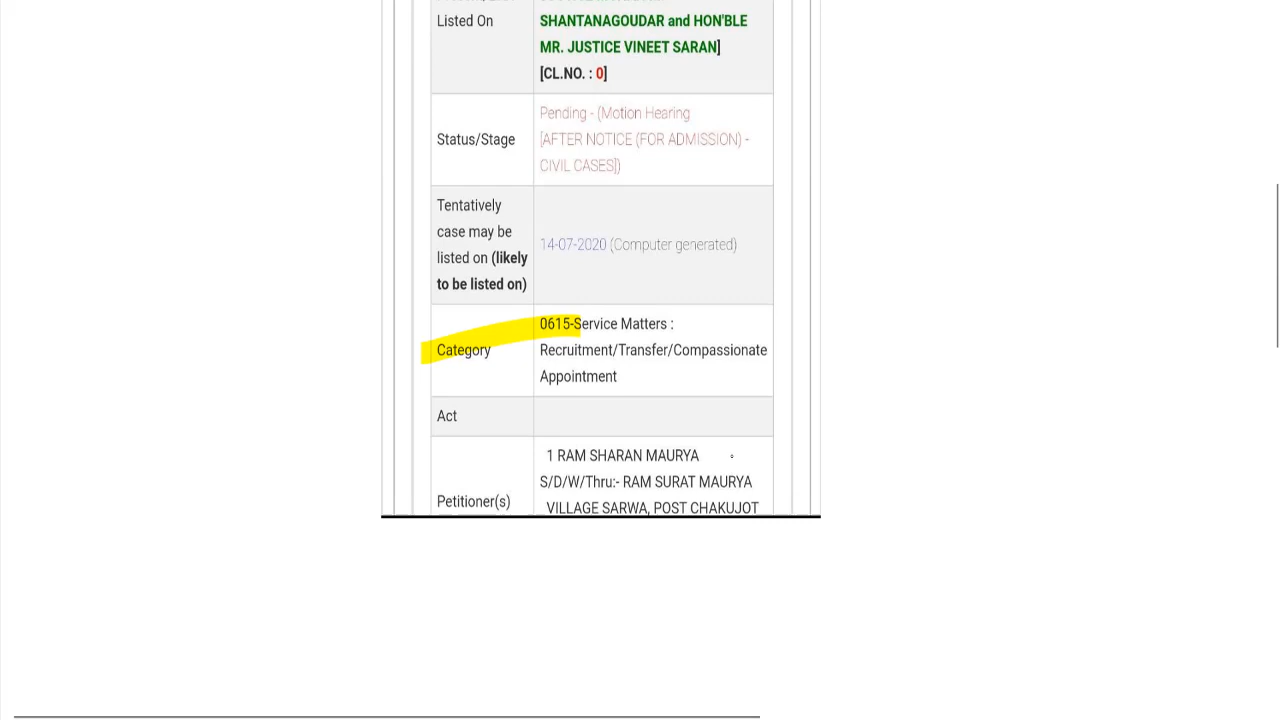 Listed On
SHANTANAGOUDAR and HON'BLE
MR. JUSTICE VINEET SARAN]
[CL.NO. : 0]
Status/Stage
Pending - (Motion Hearing
[AFTER NOTICE (FOR ADMISSION) -
CIVIL CASES])
Tentatively
case may be
listed on (likely
to be listed on)
14-07-2020 (Computer generated)
Category
0615-Service Matters :
Recruitment/Transfer/Compassionate
Appointment
Act
Petitioner(s)
1 RAM SHARAN MAURYA
S/D/W/Thru:- RAM SURAT MAURYA
VILLAGE SARWA, POST CHAKUJOT